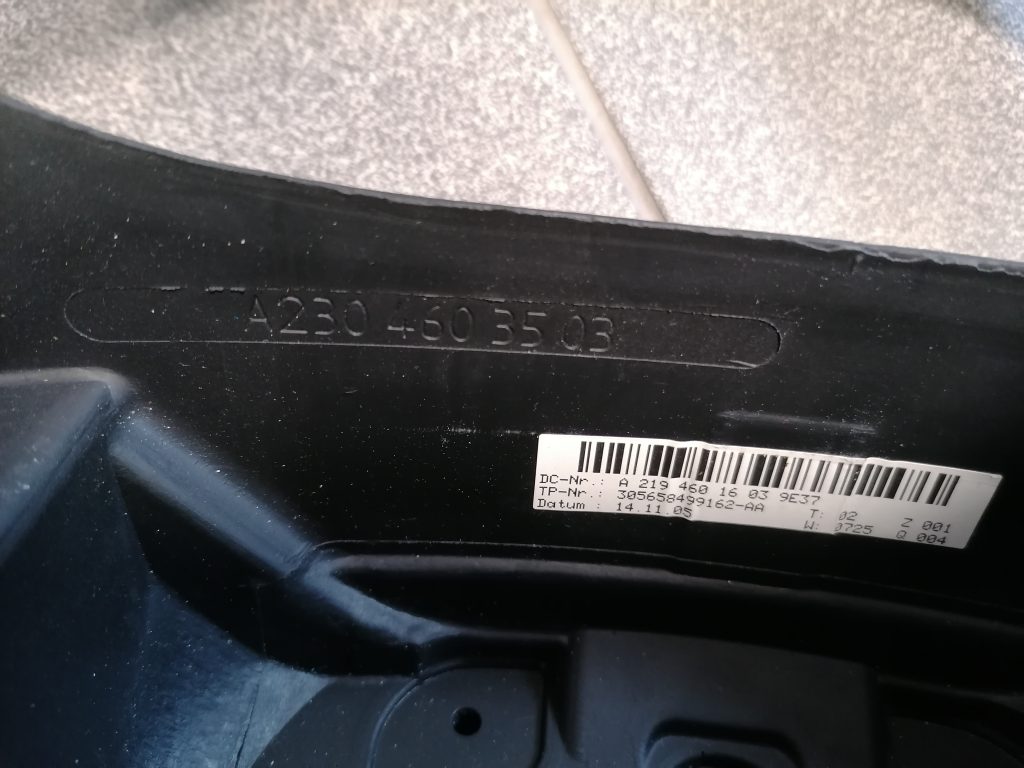 A230 460 35 03
DC-Nr.: A 219 460 16 03 9E37
TP-Nr.: 305658499162-AA T: 02 Z 001
Datum : 14.11.05 W: 0725 Q 004